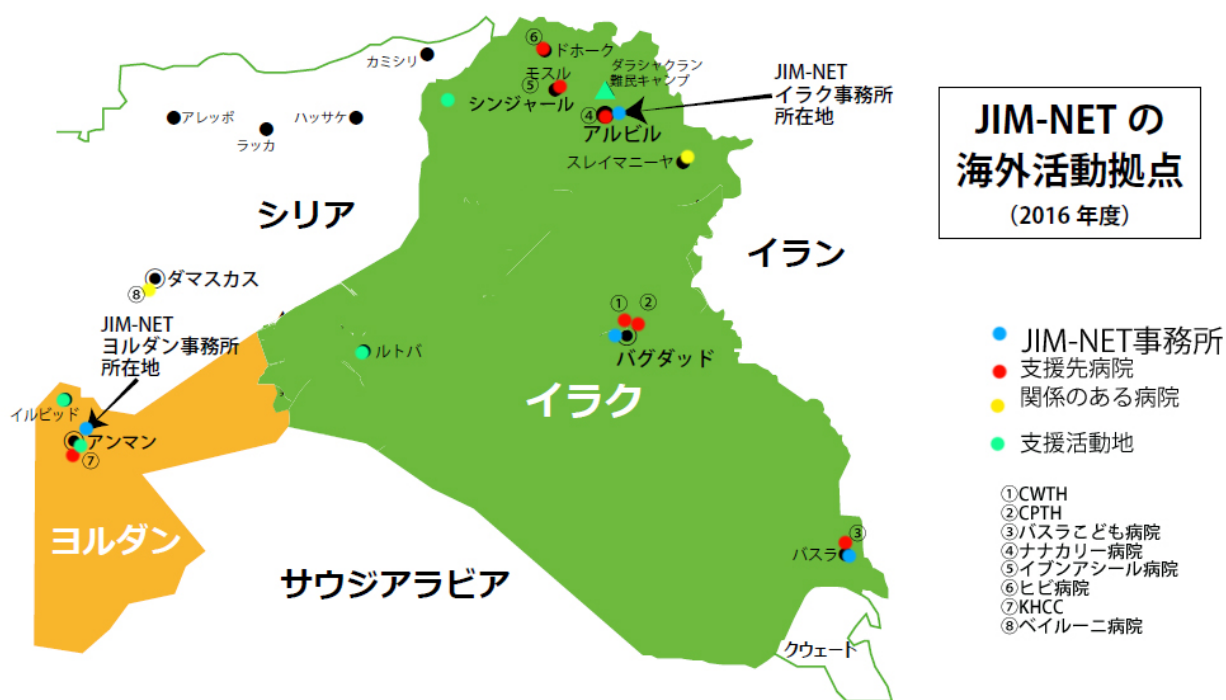 ⑥
ドホーク
カミシリ
モスル
⑤
シンジャール
ダラシャクラン
難民キャンプ
JIM-NET
イラク事務所
所在地
アレッポ
ラッカ
ハッサケ
④
アルビル
スレイマニーヤ
JIM-NET の
海外活動拠点
（2016 年度）
シリア
イラン
ダマスカス
⑧
JIM-NET
ヨルダン事務所
所在地
① ②
バグダッド
ルトバ
イラク
イルビッド
アンマン
⑦
ヨルダン
サウジアラビア
③
バスラ
クウェート
JIM-NET事務所
支援先病院
関係のある病院
支援活動地
①CWTH
②CPTH
③バスラこども病院
④ナナカリー病院
⑤イブンアシール病院
⑥ヒビ病院
⑦KHCC
⑧ベイルーニ病院